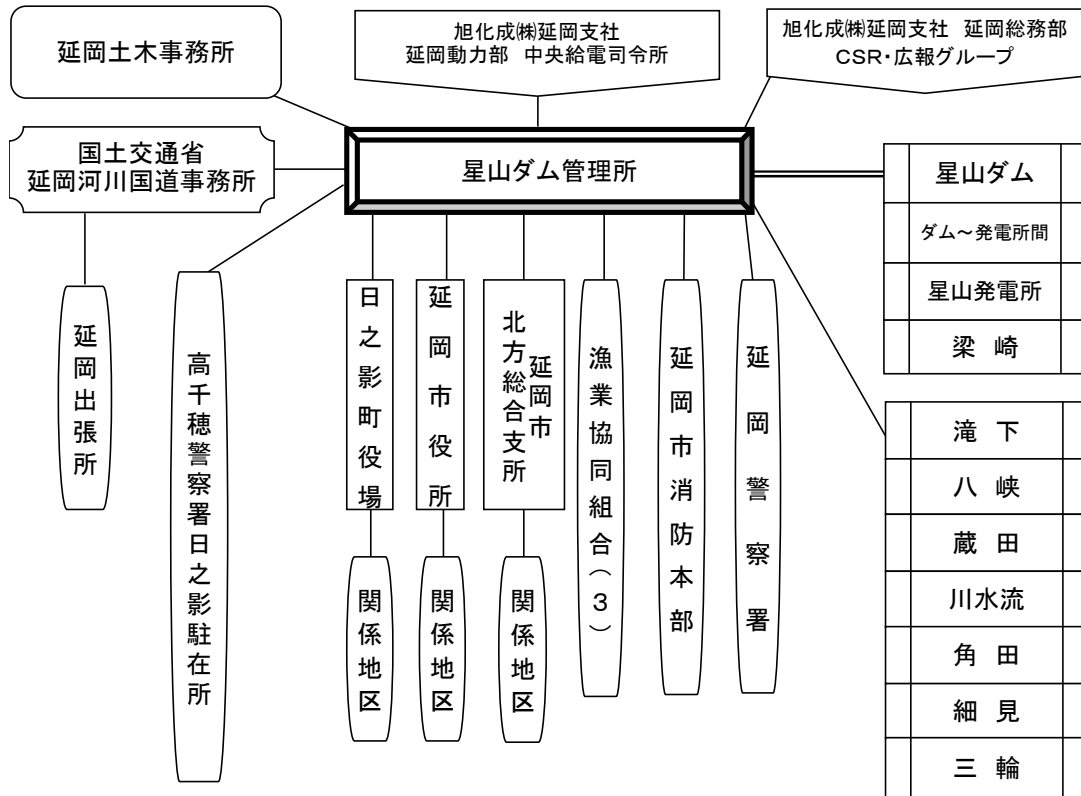 延岡土木事務所
旭化成㈱延岡支社
延岡動力部 中央給電司令所
旭化成㈱延岡支社 延岡総務部
CSR・広報グループ
国土交通省
延岡河川国道事務所
星山ダム管理所
延岡出張所
高千穂警察署日之影駐在所
日之影町役場
関係地区
延岡市役所
関係地区
延岡市
北方総合支所
関係地区
漁業協同組合(3)
延岡市消防本部
延岡警察署
星山ダム
ダム～発電所間
星山発電所
梁 崎
滝 下
八 峡
蔵 田
川水流
角 田
細 見
三 輪